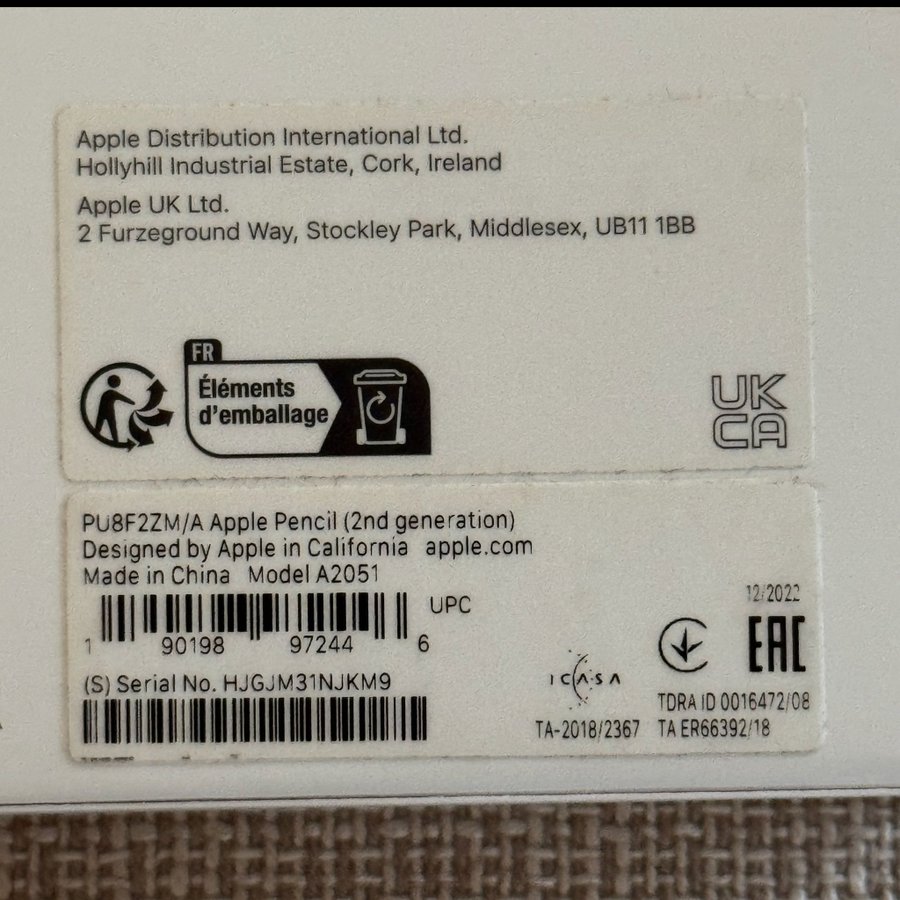 Apple Distribution International Ltd.
Hollyhill Industrial Estate, Cork, Ireland
Apple UK Ltd.
2 Furzeground Way, Stockley Park, Middlesex, UB11 1BB
FR
Éléments
d'emballage
UK
CA
PU8F2ZM/A Apple Pencil (2nd generation)
Designed by Apple in California apple.com
Made in China Model A2051
UPC
1 90198 97244 6
(S) Serial No. HJGJM31NJKM9
12/2022
EAC
ICASA
TA-2018/2367
TDRA ID 0016472/08
TA ER66392/18